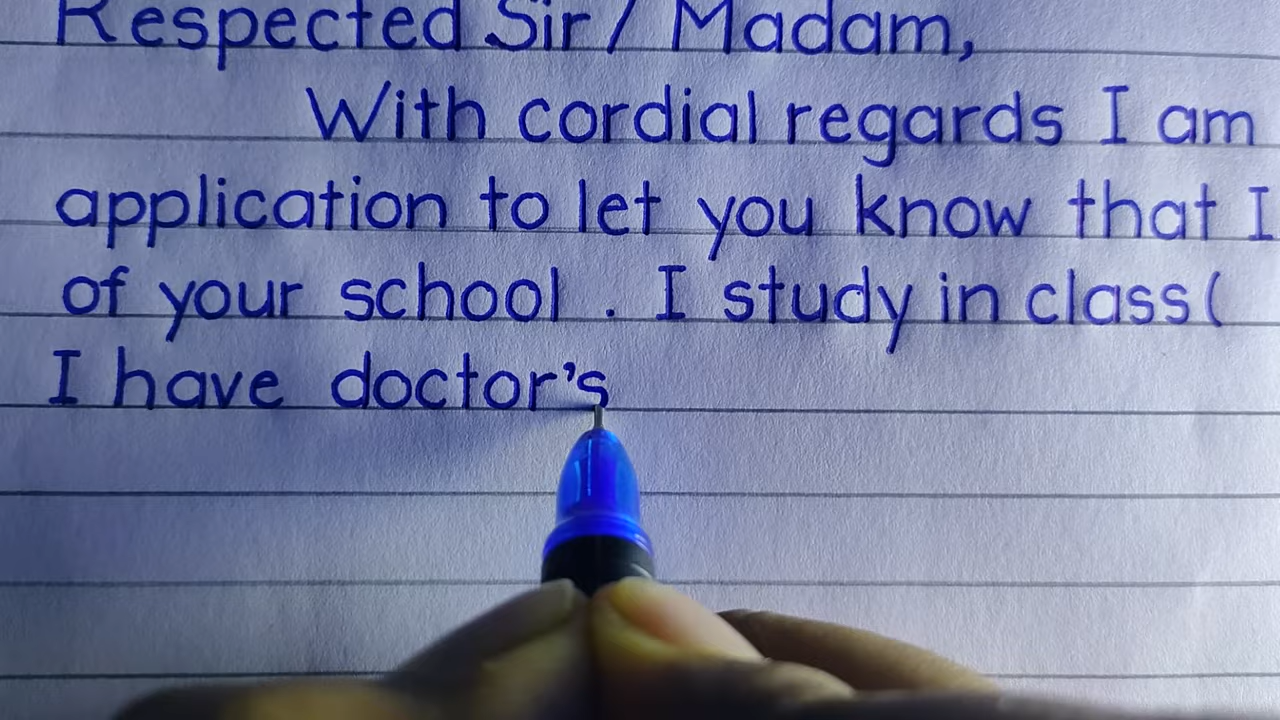 Respected Sir / Madam,
With cordial regards I am
application to let you know that I
of your school . I study in class (
I have doctor's